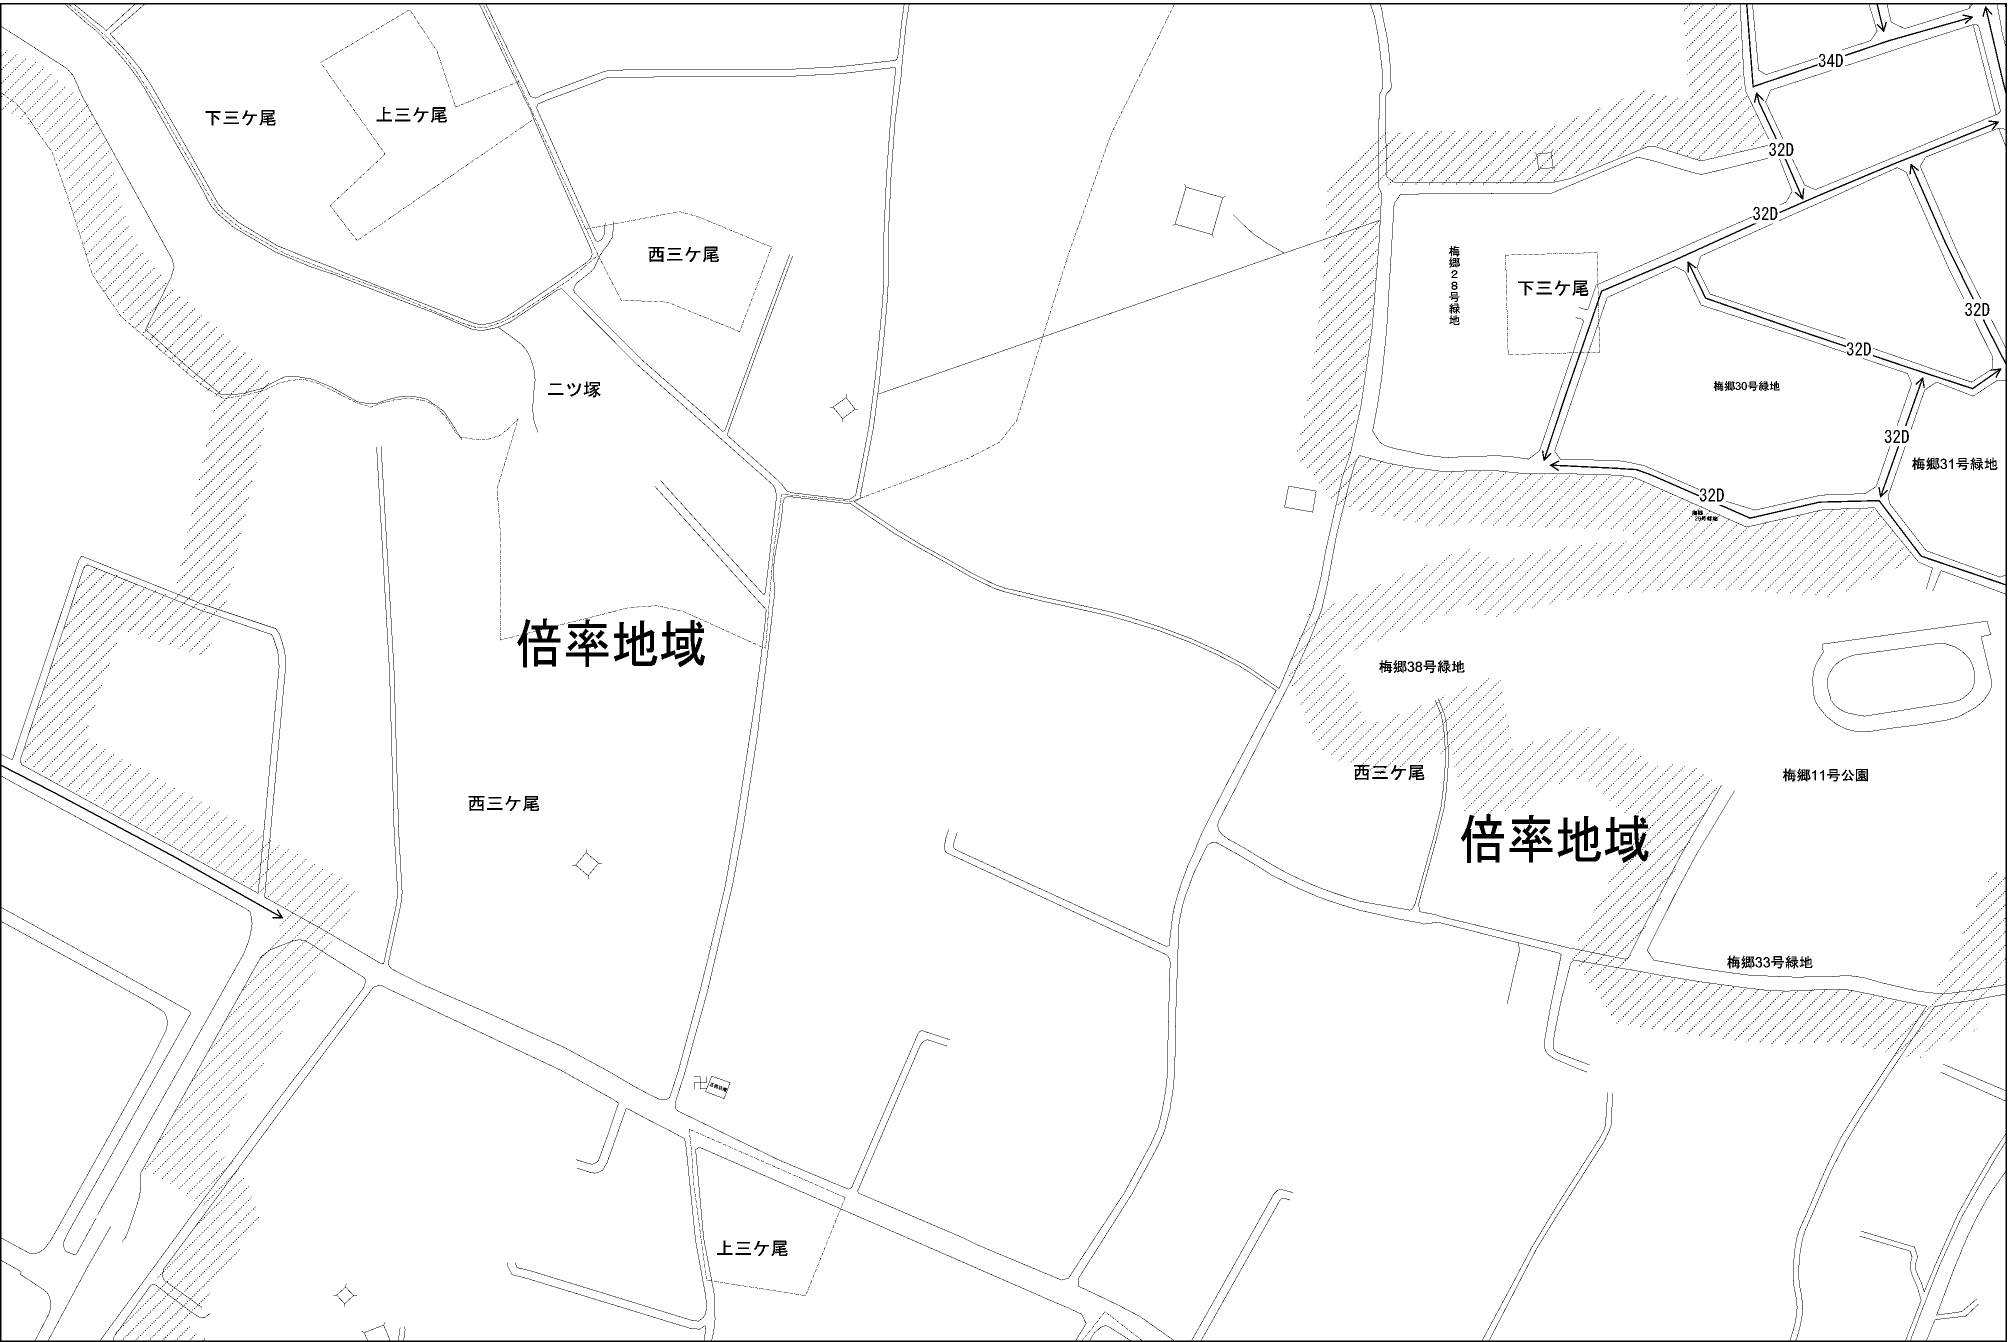 34D
下三ケ尾
上三ケ尾
32D
32D
西三ケ尾
梅郷28号緑地
下三ケ尾
32D
32D
二ツ塚
梅郷30号緑地
32D
梅郷31号緑地
32D
倍率地域
梅郷38号緑地
西三ケ尾
梅郷11号公園
西三ケ尾
倍率地域
梅郷33号緑地
卍
上三ケ尾